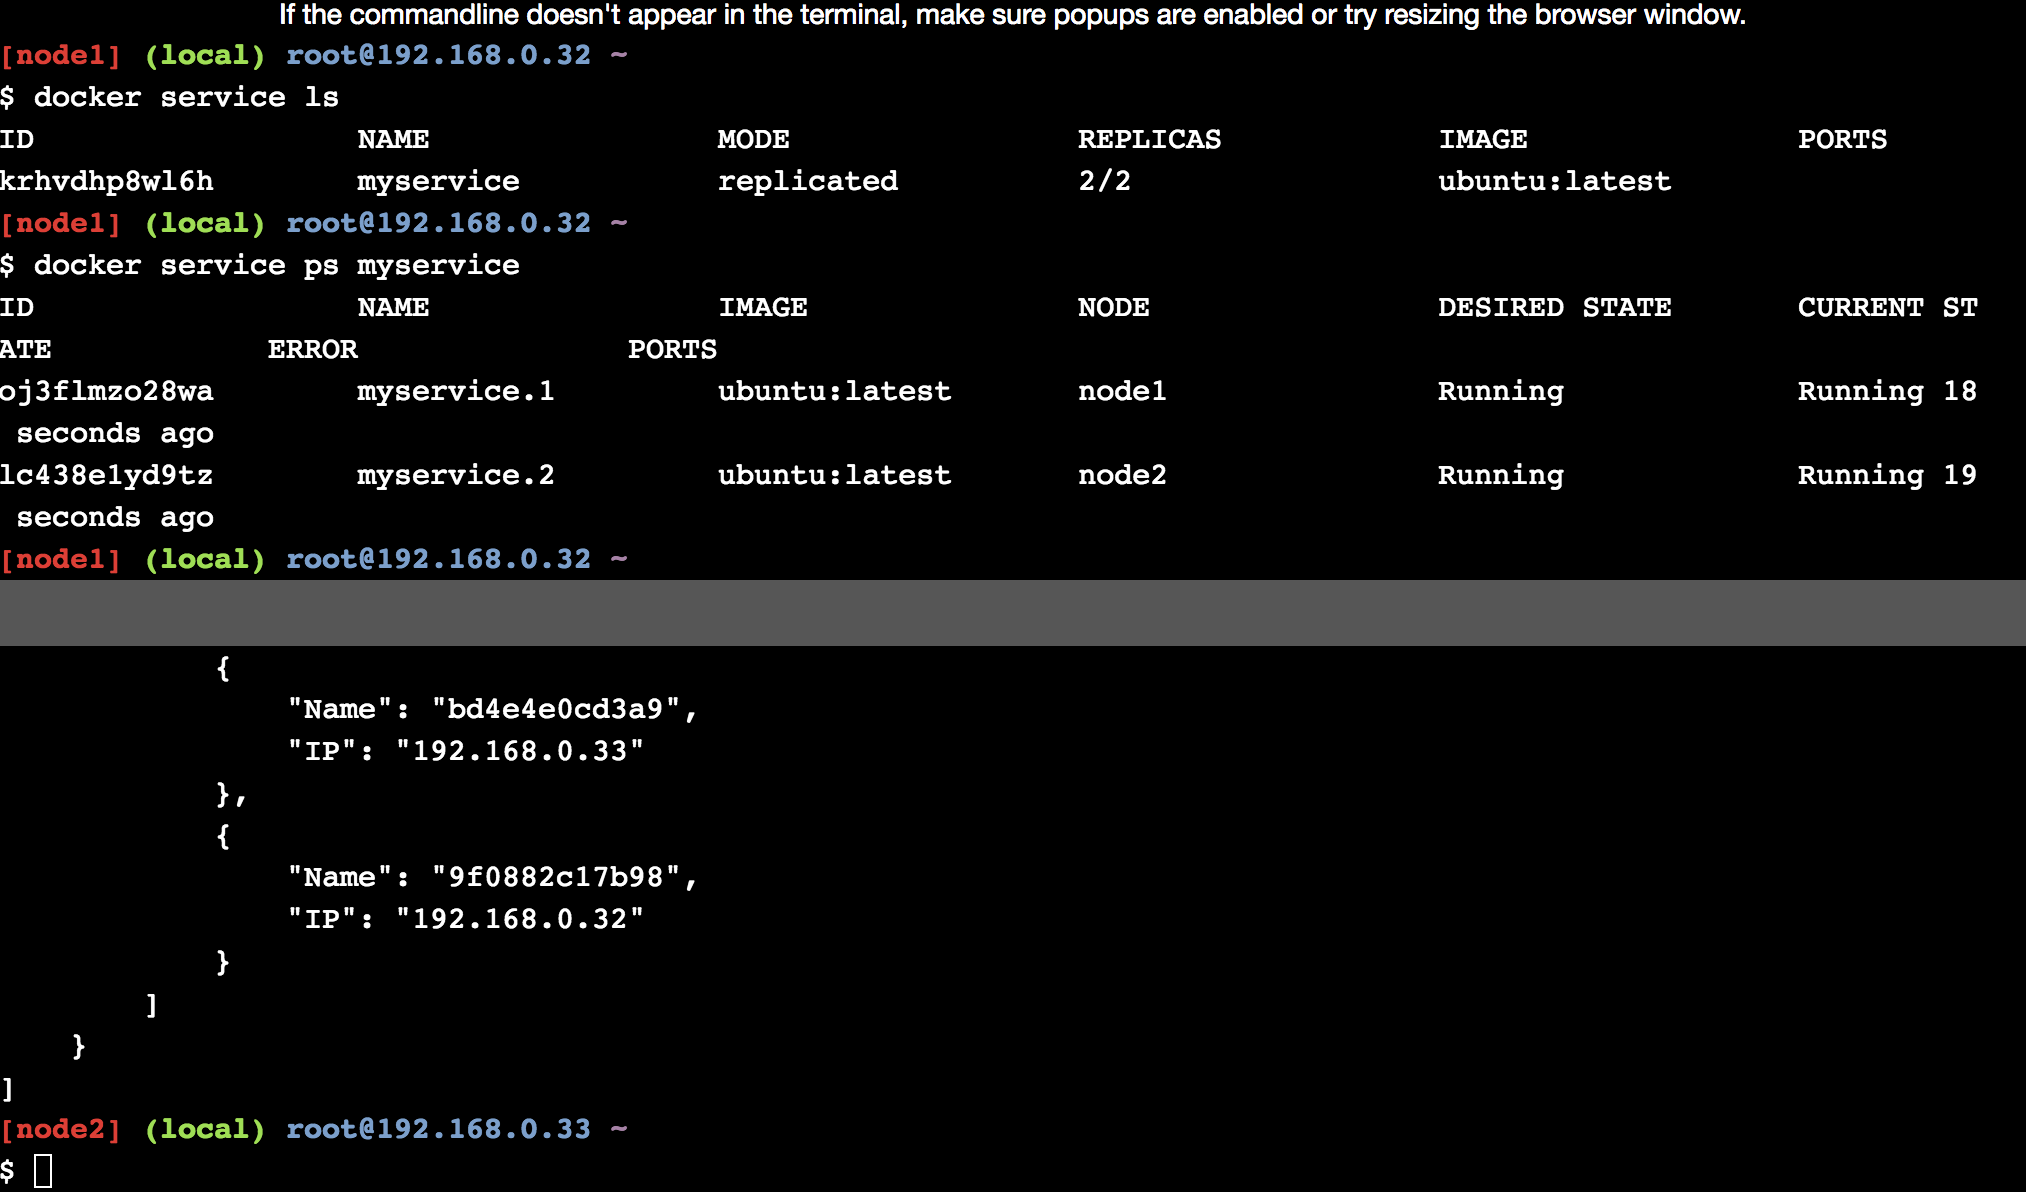 If the commandline doesn't appear in the terminal, make sure popups are enabled or try resizing the browser window.
[node1] (local) root@192.168.0.32 ~
$ docker service ls
ID NAME MODE REPLICAS IMAGE PORTS
krhvdhp8wl6h myservice replicated 2/2 ubuntu:latest
[node1] (local) root@192.168.0.32 ~
$ docker service ps myservice
ID NAME IMAGE NODE DESIRED STATE CURRENT ST
ATE ERROR PORTS
oj3flmzo28wa myservice.1 ubuntu:latest node1 Running Running 18
seconds ago
lc438e1yd9tz myservice.2 ubuntu:latest node2 Running Running 19
seconds ago
[node1] (local) root@192.168.0.32 ~
{
"Name": "bd4e4e0cd3a9",
"IP": "192.168.0.33"
},
{
"Name": "9f0882c17b98",
"IP": "192.168.0.32"
}
]
}
]
[node2] (local) root@192.168.0.33 ~
$